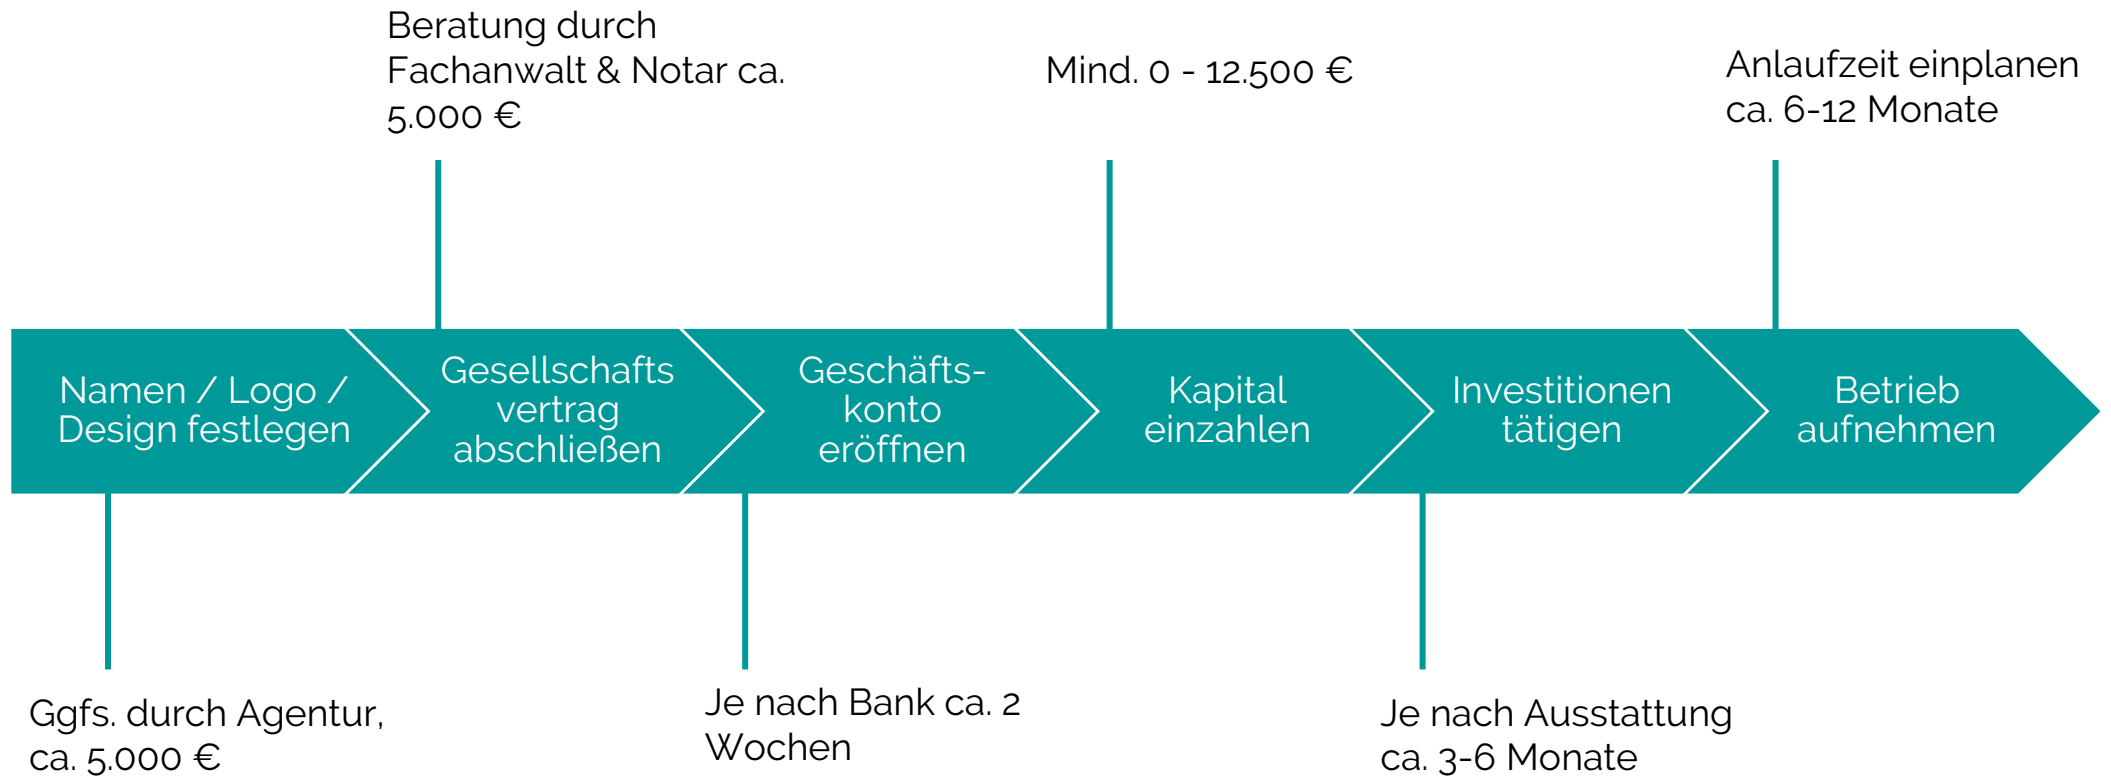 Beratung durch
Fachanwalt & Notar ca.
5.000 €
Mind. 0 - 12.500 €
Anlaufzeit einplanen
ca. 6-12 Monate
Namen / Logo /
Design festlegen
Gesellschafts
vertrag
abschließen
Geschäfts-
konto
eröffnen
Kapital
einzahlen
Investitionen
tätigen
Betrieb
aufnehmen
Ggfs. durch Agentur,
ca. 5.000 €
Je nach Bank ca. 2
Wochen
Je nach Ausstattung
ca. 3-6 Monate